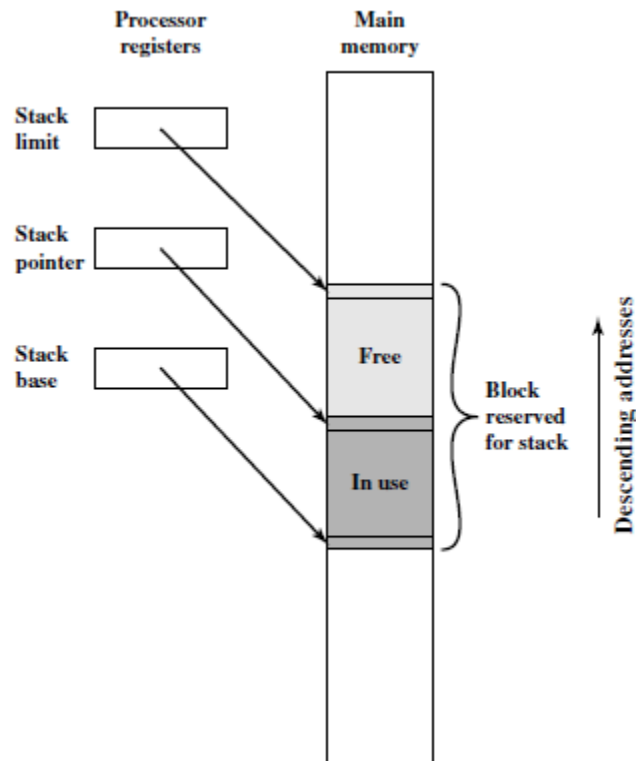 Processor
registers
Main
memory
Stack
limit
Stack
pointer
Stack
base
Free
In use
Block
reserved
for stack
Descending addresses